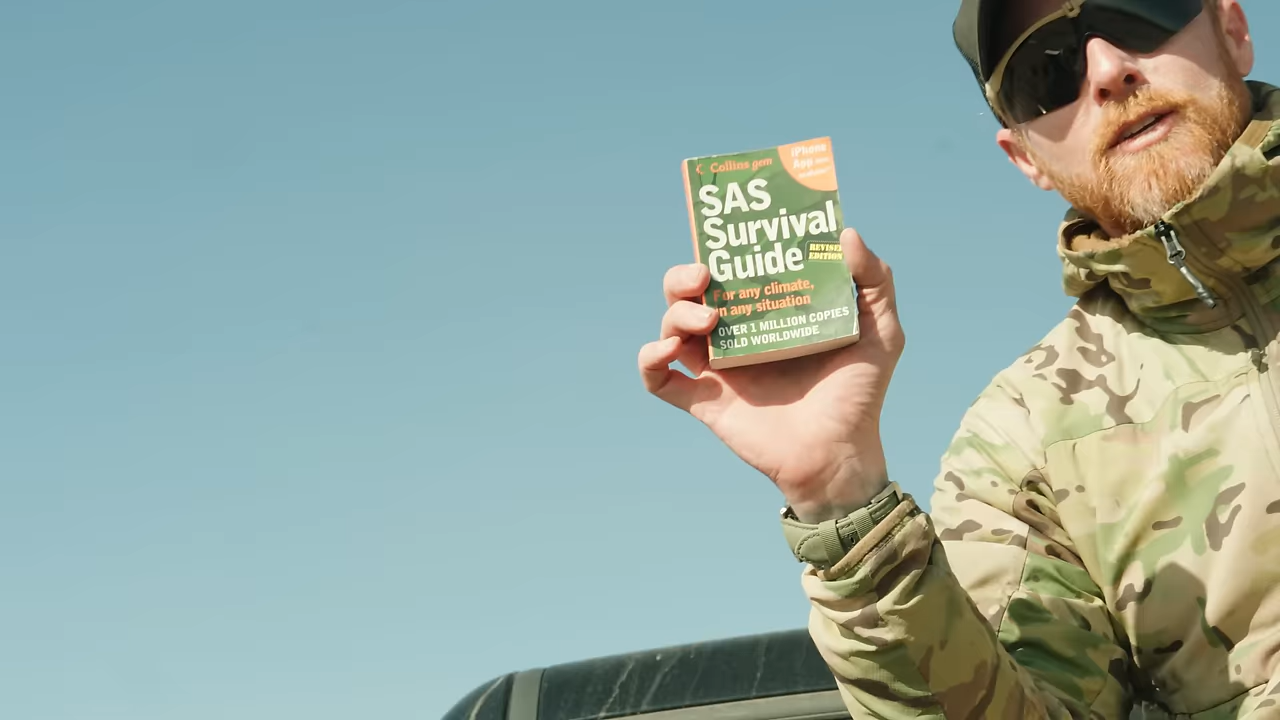 Collins gem
iPhone
App
SAS
Survival
Guide
REVISED
EDITION
For any climate,
in any situation
OVER 1 MILLION COPIES
SOLD WORLDWIDE